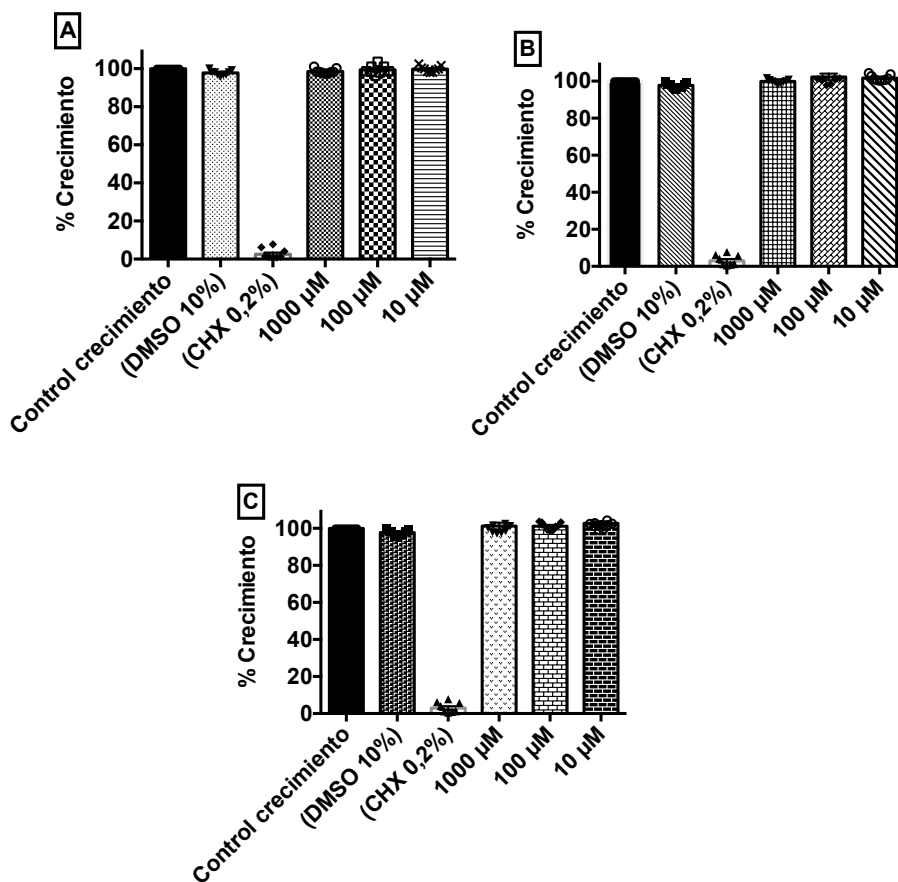 A
% Crecimiento
100
80
60
40
20
0
Control crecimiento
(DMSO 10%)
(CHX 0,2%)
1000 µM
100 µM
10 µM
B
% Crecimiento
100
80
60
40
20
0
Control crecimiento
(DMSO 10%)
(CHX 0,2%)
1000 µM
100 µM
10 µM
C
% Crecimiento
100
80
60
40
20
0
Control crecimiento
(DMSO 10%)
(CHX 0,2%)
1000 µM
100 µM
10 µM